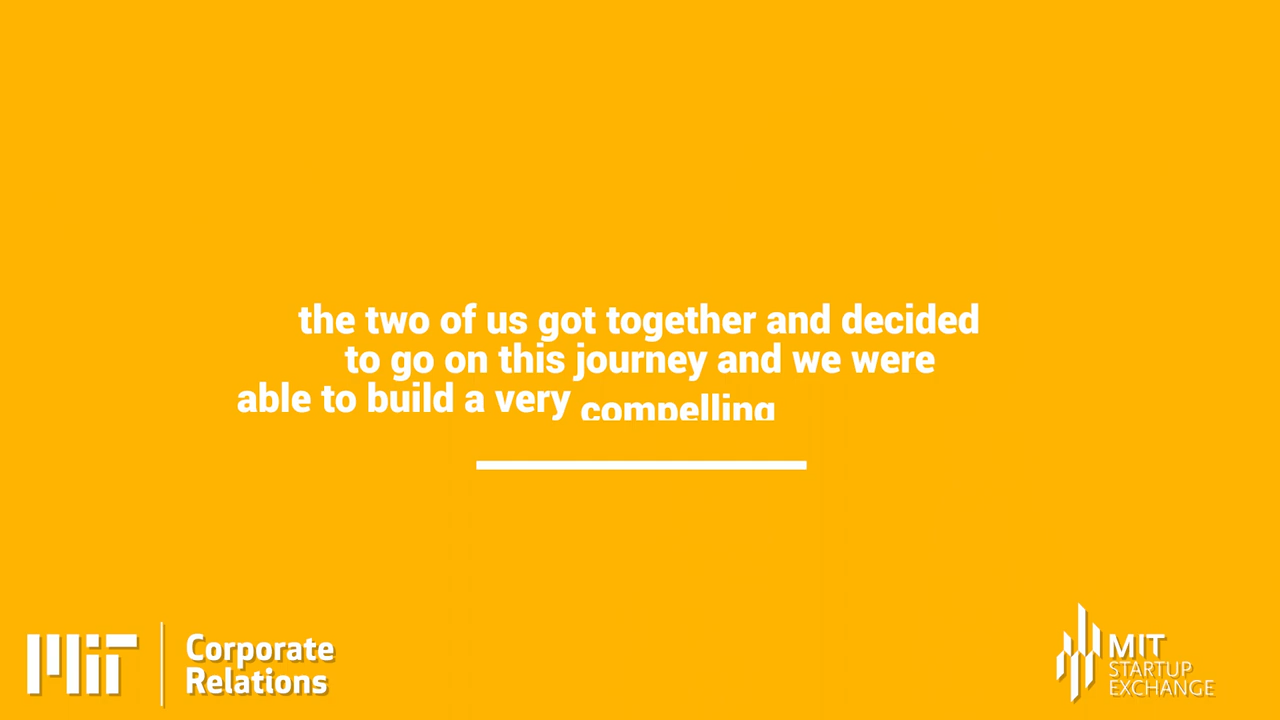 the two of us got together and decided
to go on this journey and we were
able to build a very compelling
MIT
Corporate
Relations
MIT
STARTUP
EXCHANGE